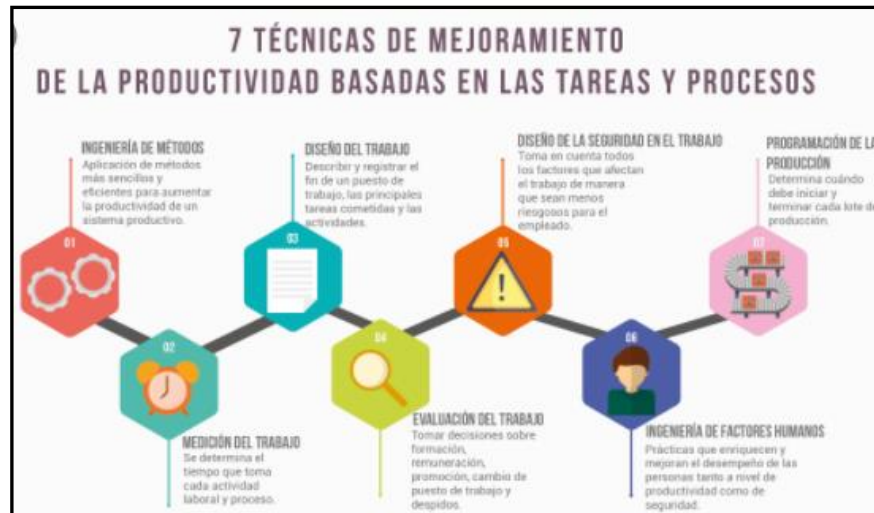 7 TÉCNICAS DE MEJORAMIENTO
DE LA PRODUCTIVIDAD BASADAS EN LAS TAREAS Y PROCESOS
INGENIERÍA DE MÉTODOS
Aplicación de métodos
más sencillos y
eficientes para aumentar
la productividad de un
sistema productivo.
01
02
MEDICIÓN DEL TRABAJO
Se determina el
tiempo que toma
cada actividad
laboral y proceso.
DISEÑO DEL TRABAJO
Describir y registrar el
fin de un puesto de
trabajo, las principales
tareas cometidas y las
actividades.
03
04
EVALUACIÓN DEL TRABAJO
Tomar decisiones sobre
formación,
remuneración,
promoción, cambio de
puesto de trabajo y
despidos.
DISEÑO DE LA SEGURIDAD EN EL TRABAJO
Toma en cuenta todos
los factores que afectan
el trabajo de manera
que sean menos
riesgosos para el
empleado.
05
06
INGENIERÍA DE FACTORES HUMANOS
Prácticas que enriquecen y
mejoran el desempeño de las
personas tanto a nivel de
productividad como de
seguridad.
PROGRAMACIÓN DE LA
PRODUCCIÓN
Determina cuándo
debe iniciar y
terminar cada lote de
producción.
07